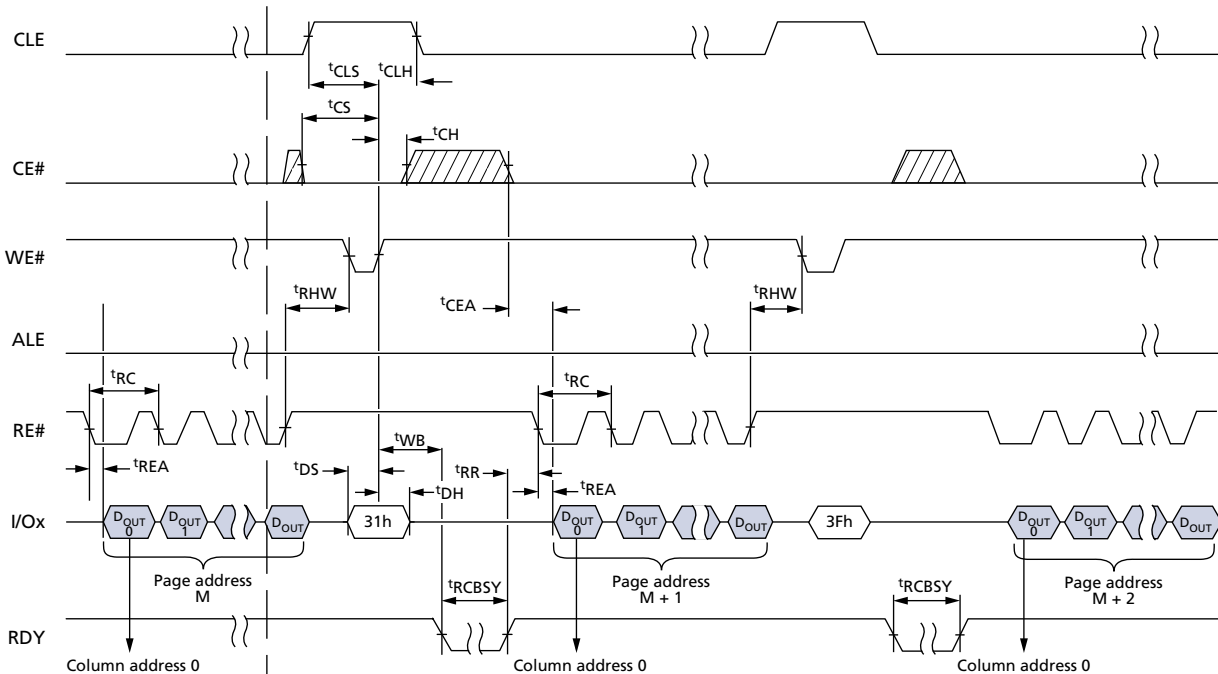 CLE
tCLS
tCLH
tCS
tCH
CE#
WE#
tRHW
tCEA
tRHW
ALE
tRC
tRC
RE#
tWB
tREA
tDS
tRR
tDH
tREA
I/Ox
DOUT 0
DOUT 1
DOUT
31h
DOUT 0
DOUT 1
DOUT
3Fh
DOUT 0
DOUT 1
DOUT
Page address M
tRCBSY
Page address M + 1
tRCBSY
Page address M + 2
RDY
Column address 0
Column address 0
Column address 0